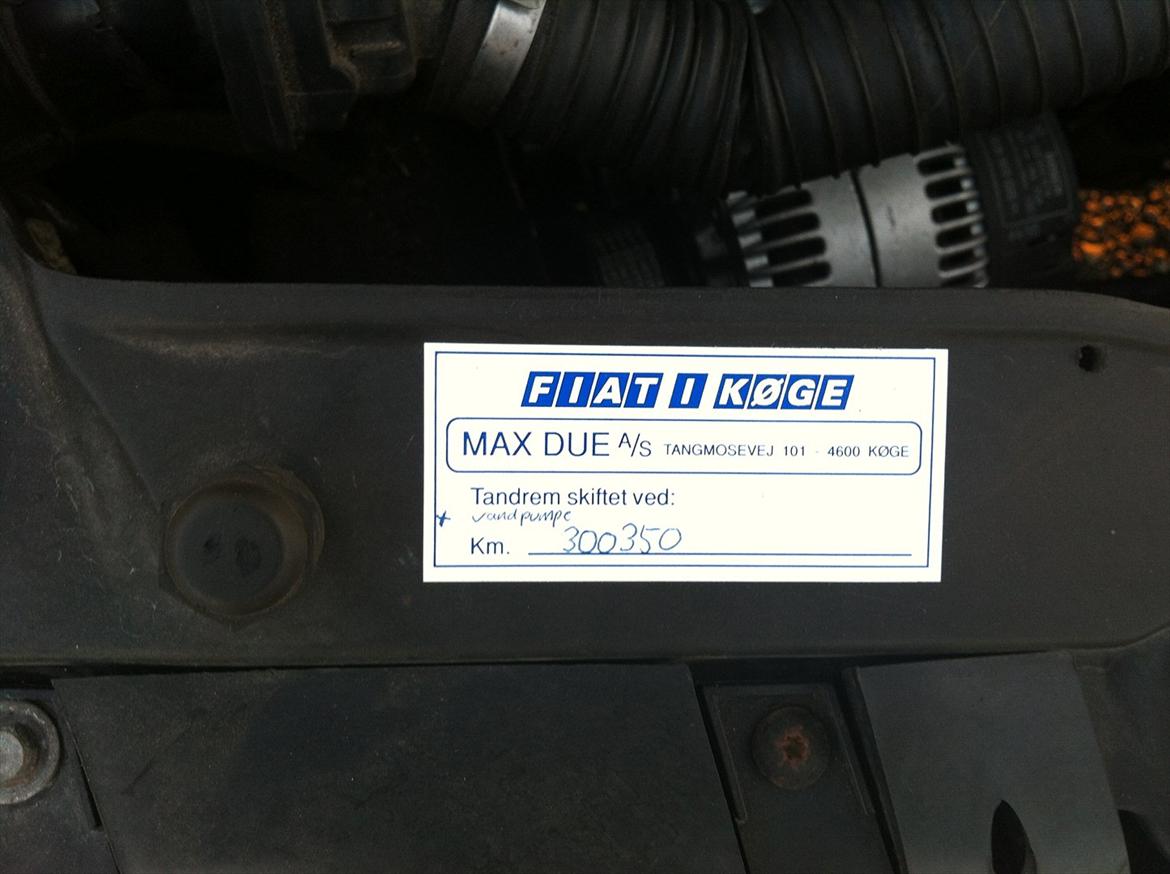 FIAT I KØGE
MAX DUE A/S TANGMOSEVEJ 101 - 4600 KØGE
Tandrem skiftet ved:
+ vandpumpe
Km. 300350